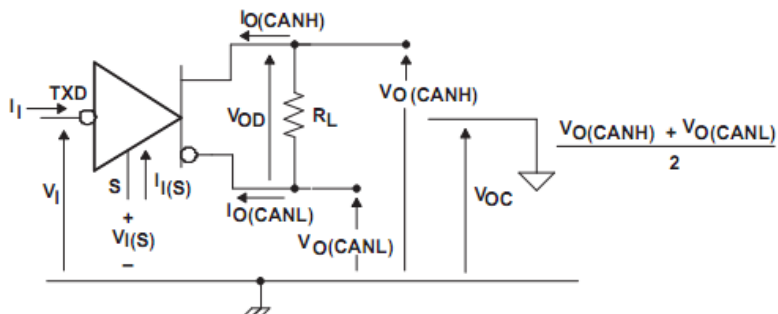 IO(CANH)
TXD
II
VOD
RL
VO(CANH)
VO(CANH) + VO(CANL)
2
VI
S
II(S)
IO(CANL)
VOC
+
VI(S)
–
VO(CANL)